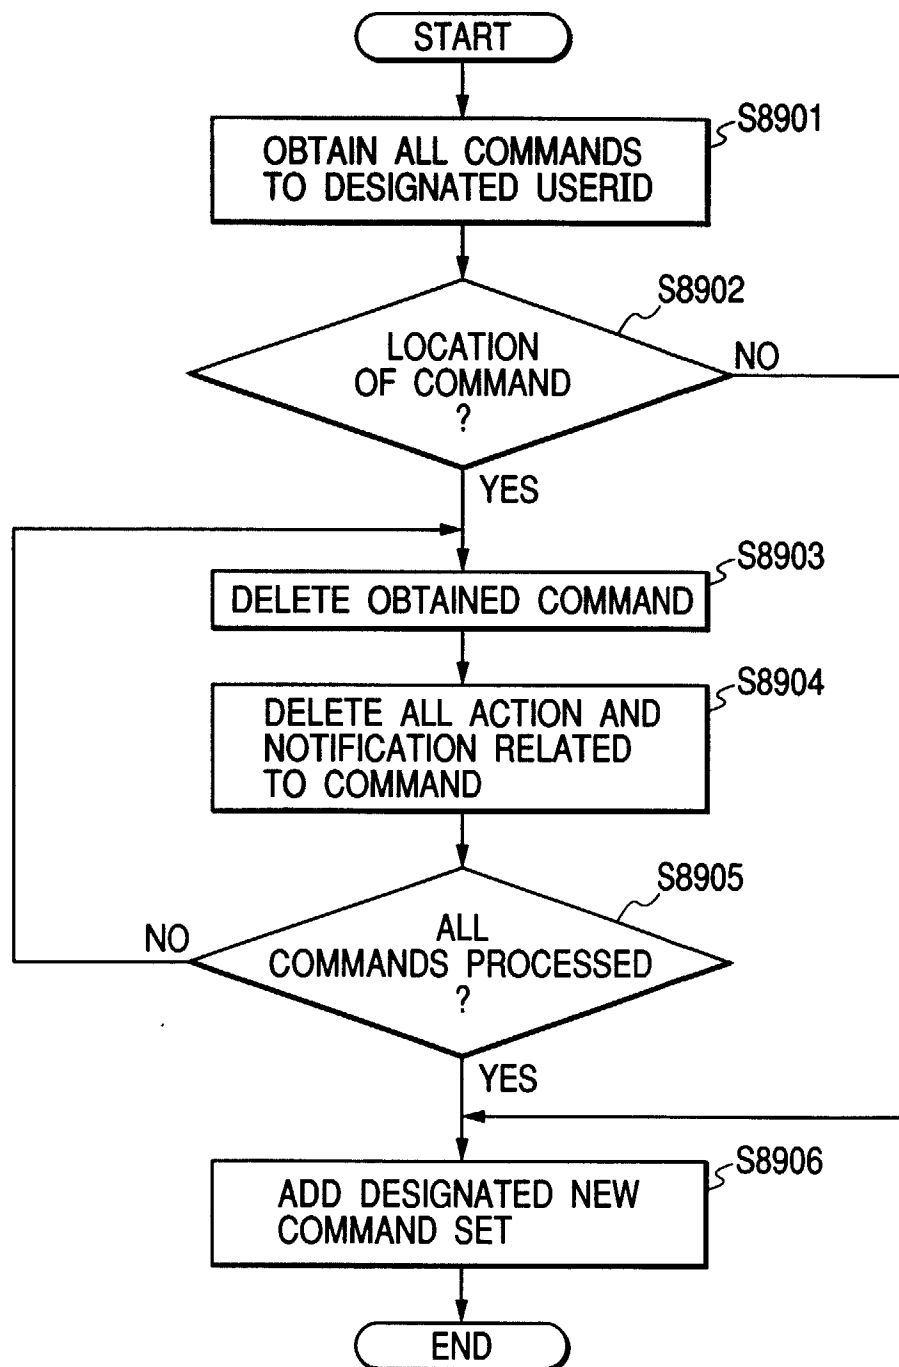 START
S8901
OBTAIN ALL COMMANDS
TO DESIGNATED USERID
S8902
LOCATION
OF COMMAND
?
NO
YES
S8903
DELETE OBTAINED COMMAND
S8904
DELETE ALL ACTION AND
NOTIFICATION RELATED
TO COMMAND
S8905
ALL
COMMANDS PROCESSED
?
NO
YES
S8906
ADD DESIGNATED NEW
COMMAND SET
END